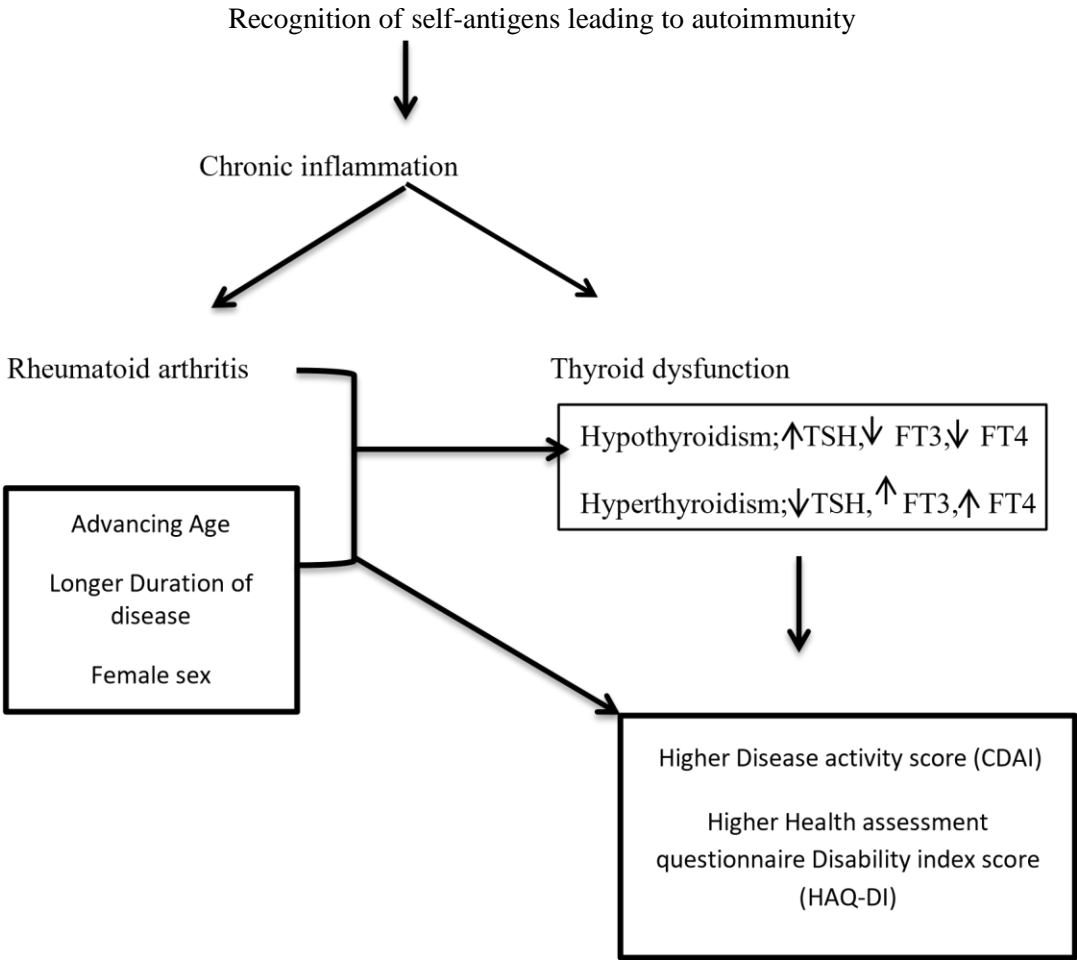 Recognition of self-antigens leading to autoimmunity
Chronic inflammation
Rheumatoid arthritis
Thyroid dysfunction
Hypothyroidism;↑TSH,↓ FT3,↓ FT4
Hyperthyroidism;↓TSH,↑ FT3,↑ FT4
Advancing Age
Longer Duration of
disease
Female sex
Higher Disease activity score (CDAI)
Higher Health assessment
questionnaire Disability index score
(HAQ-DI)